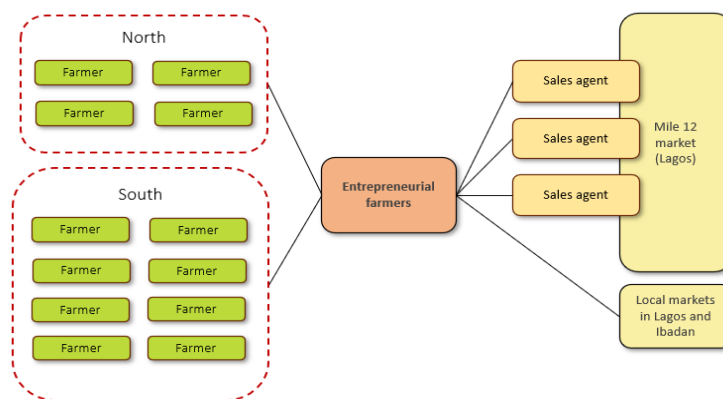 North
Farmer
Farmer
Farmer
Farmer
South
Farmer
Farmer
Farmer
Farmer
Farmer
Farmer
Farmer
Farmer
Entrepreneurial
farmers
Sales agent
Sales agent
Sales agent
Mile 12
market
(Lagos)
Local markets
in Lagos and
Ibadan